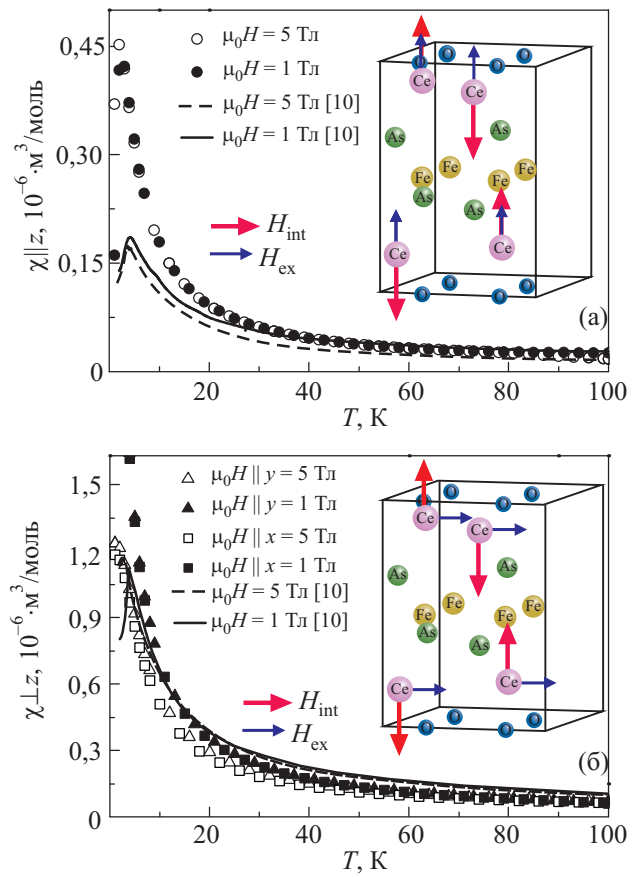 0,45
0,30
0,15
0
χ||z, 10⁻⁶·м³/моль
μ₀H = 5 Тл
μ₀H = 1 Тл
μ₀H = 5 Тл [10]
μ₀H = 1 Тл [10]
H_int
H_ex
O O
O O
Ce
Ce
As As
Fe Fe
Fe Fe
As As
Ce Ce
O O
O O
(а)
20 40 60 80 100
T, К
1,5
1,2
0,9
0,6
0,3
0
χ⊥z, 10⁻⁶·м³/моль
μ₀H || y = 5 Тл
μ₀H || y = 1 Тл
μ₀H || x = 5 Тл
μ₀H || x = 1 Тл
μ₀H = 5 Тл [10]
μ₀H = 1 Тл [10]
H_int
H_ex
O O
O O
Ce
Ce
As As
Fe Fe
Fe Fe
As As
Ce Ce
O O
O O
(б)
20 40 60 80 100
T, К